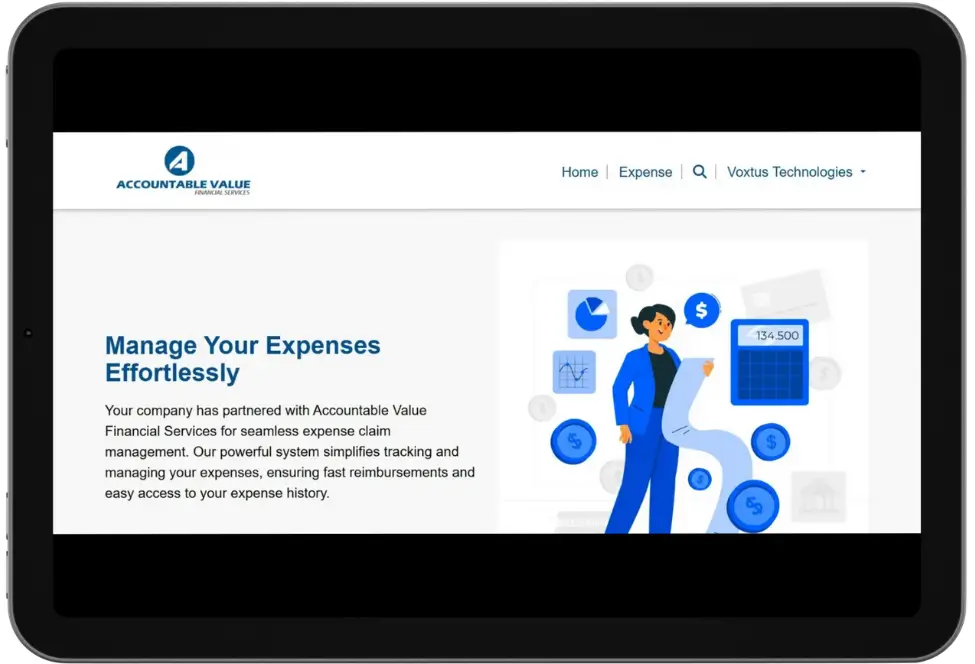 ACCOUNTABLE VALUE
FINANCIAL SERVICES
Home
Expense
Voxtus Technologies
Manage Your Expenses
Effortlessly
Your company has partnered with Accountable Value
Financial Services for seamless expense claim
management. Our powerful system simplifies tracking and
managing your expenses, ensuring fast reimbursements and
easy access to your expense history.
$
134.500
$
$
$
$